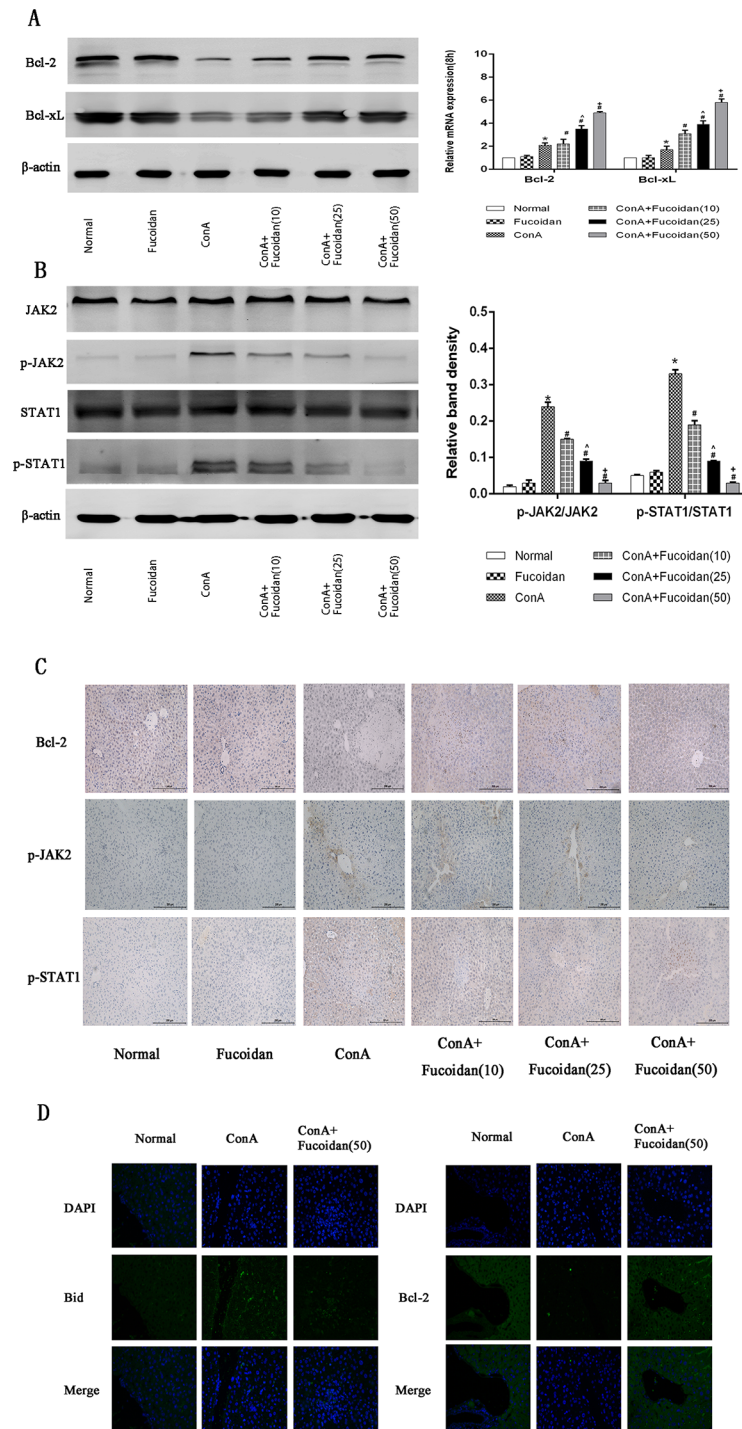 A
Bcl-2
Bcl-xL
β-actin
Normal
Fucoidan
ConA
ConA+
Fucoidan(10)
ConA+
Fucoidan(25)
ConA+
Fucoidan(50)
Relative mRNA expression(8h)
10
8
6
4
2
0
*
#
^
#
+
#
*
#
^
#
+
#
Bcl-2
Bcl-xL
Normal
Fucoidan
ConA
ConA+Fucoidan(10)
ConA+Fucoidan(25)
ConA+Fucoidan(50)
B
JAK2
p-JAK2
STAT1
p-STAT1
β-actin
Normal
Fucoidan
ConA
ConA+
Fucoidan(10)
ConA+
Fucoidan(25)
ConA+
Fucoidan(50)
Relative band density
0.5
0.4
0.3
0.2
0.1
0.0
*
#
^
#
+
#
*
#
^
#
+
#
p-JAK2/JAK2
p-STAT1/STAT1
Normal
Fucoidan
ConA
ConA+Fucoidan(10)
ConA+Fucoidan(25)
ConA+Fucoidan(50)
C
Bcl-2
p-JAK2
p-STAT1
Normal
Fucoidan
ConA
ConA+
Fucoidan(10)
ConA+
Fucoidan(25)
ConA+
Fucoidan(50)
D
Normal
ConA
ConA+
Fucoidan(50)
DAPI
Bid
Merge
Normal
ConA
ConA+
Fucoidan(50)
DAPI
Bcl-2
Merge